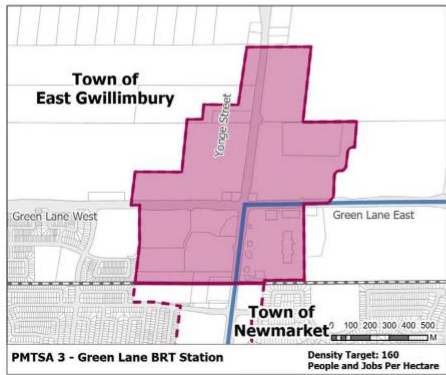 Town of
East Gwillimbury
Yonge Street
Green Lane West
Green Lane East
Town of
Newmarket
0 100 200 300 400 500
M
PMTSA 3 - Green Lane BRT Station
Density Target: 160
People and Jobs Per Hectare